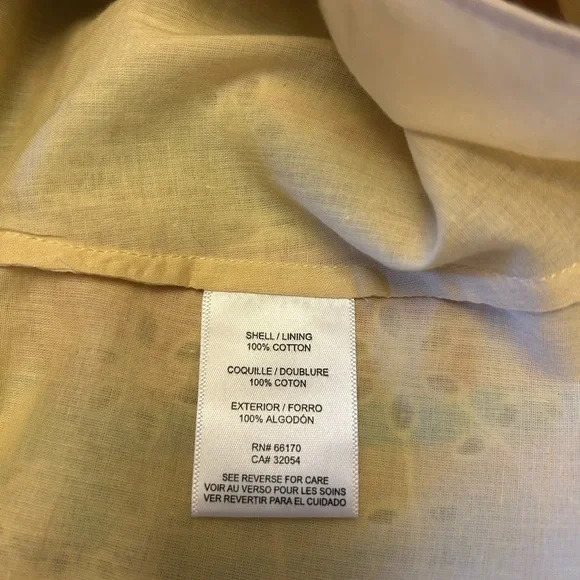 SHELL / LINING
100% COTTON
COQUILLE / DOUBLURE
100% COTON
EXTERIOR / FORRO
100% ALGODÓN
RN# 66170
CA# 32054
SEE REVERSE FOR CARE
VOIR AU VERSO POUR LES SOINS
VER REVERTIR PARA EL CUIDADO